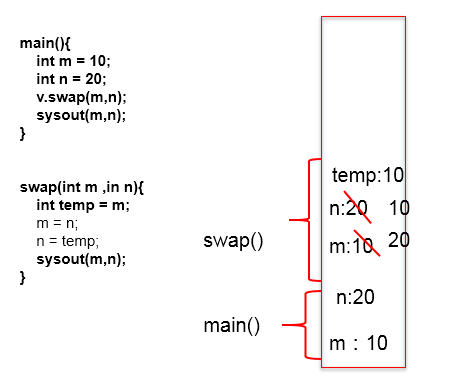 main(){
int m = 10;
int n = 20;
v.swap(m,n);
sysout(m,n);
}
swap(int m ,in n){
int temp = m;
m = n;
n = temp;
sysout(m,n);
}
temp:10
n:20 10
swap()
m:10 20
n:20
main()
m : 10